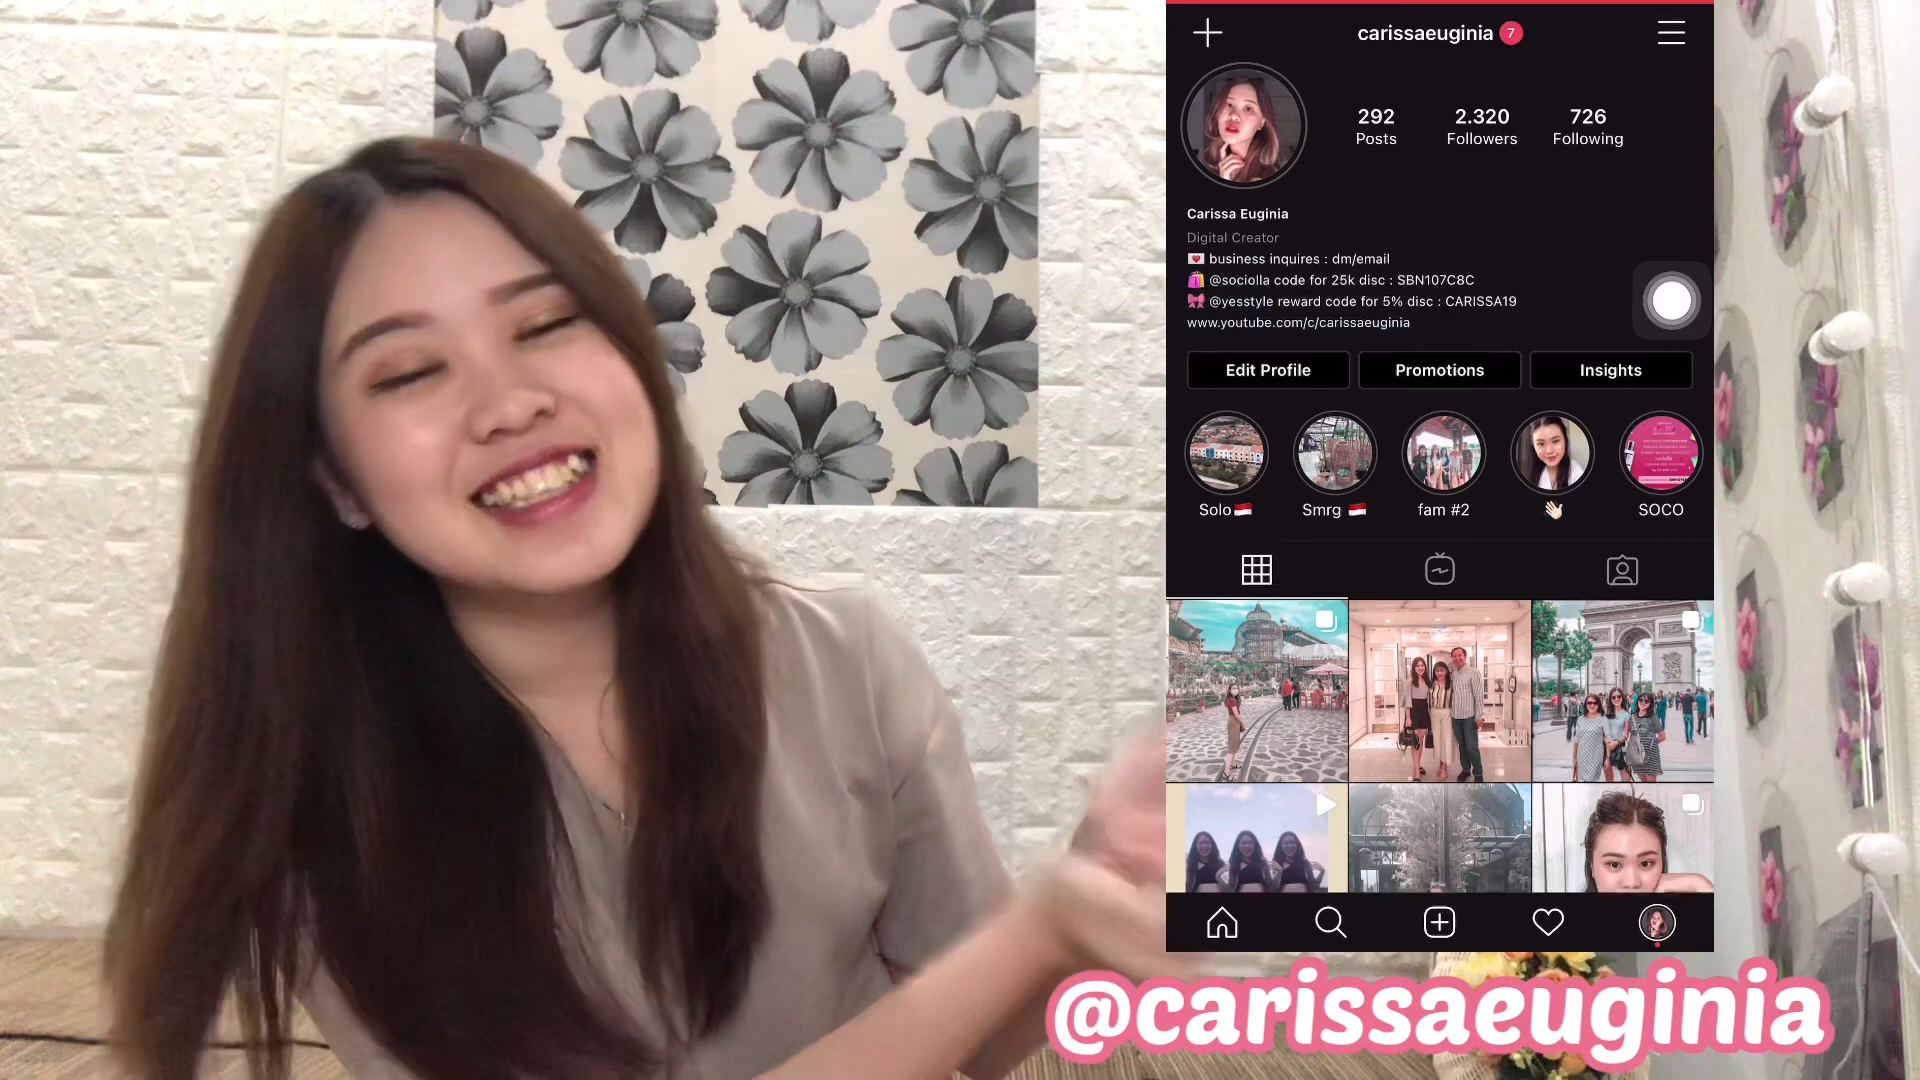 carissaeuginia 7
292 2.320 726
Posts Followers Following
Carissa Euginia
Digital Creator
💌 business inquires : dm/email
🛍️ @sociolla code for 25k disc : SBN107C8C
🎀 @yesstyle reward code for 5% disc : CARISSA19
www.youtube.com/c/carissaeuginia
Edit Profile Promotions Insights
Solo🇮🇩 Smrg 🇮🇩 fam #2 👋🏻 SOCO
@carissaeuginia